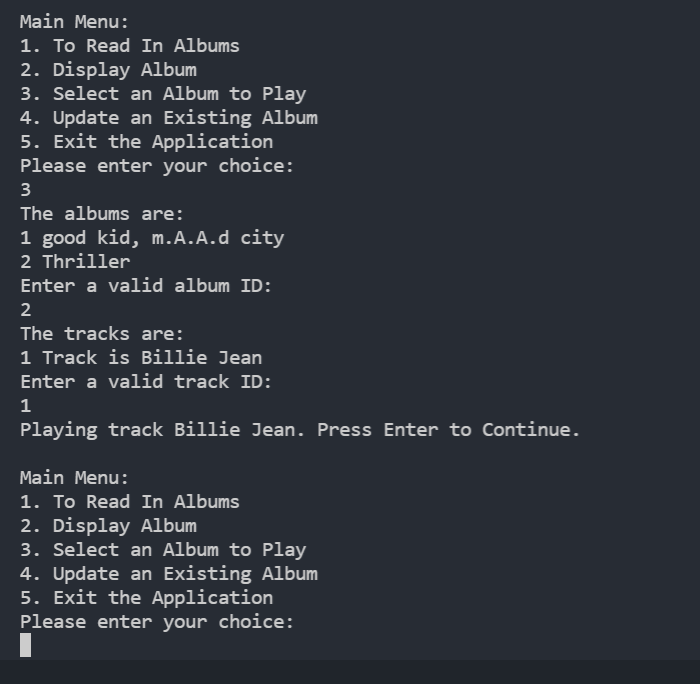 Main Menu:
1. To Read In Albums
2. Display Album
3. Select an Album to Play
4. Update an Existing Album
5. Exit the Application
Please enter your choice:
3
The albums are:
1 good kid, m.A.A.d city
2 Thriller
Enter a valid album ID:
2
The tracks are:
1 Track is Billie Jean
Enter a valid track ID:
1
Playing track Billie Jean. Press Enter to Continue.

Main Menu:
1. To Read In Albums
2. Display Album
3. Select an Album to Play
4. Update an Existing Album
5. Exit the Application
Please enter your choice: